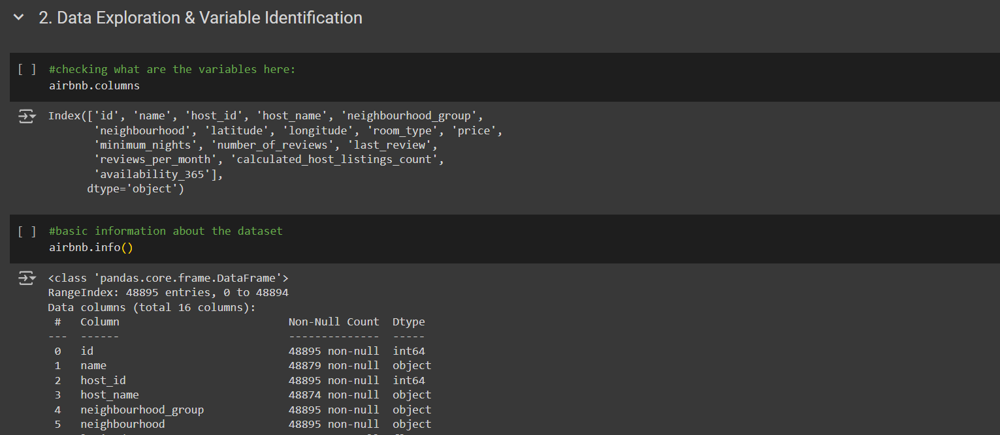 2. Data Exploration & Variable Identification
[ ] #checking what are the variables here:
airbnb.columns
Index(['id', 'name', 'host_id', 'host_name', 'neighbourhood_group',
'neighbourhood', 'latitude', 'longitude', 'room_type', 'price',
'minimum_nights', 'number_of_reviews', 'last_review',
'reviews_per_month', 'calculated_host_listings_count',
'availability_365'],
dtype='object')
[ ] #basic information about the dataset
airbnb.info()
<class 'pandas.core.frame.DataFrame'>
RangeIndex: 48895 entries, 0 to 48894
Data columns (total 16 columns):
# Column Non-Null Count Dtype
--- ------ -------------- -----
0 id 48895 non-null int64
1 name 48879 non-null object
2 host_id 48895 non-null int64
3 host_name 48874 non-null object
4 neighbourhood_group 48895 non-null object
5 neighbourhood 48895 non-null object